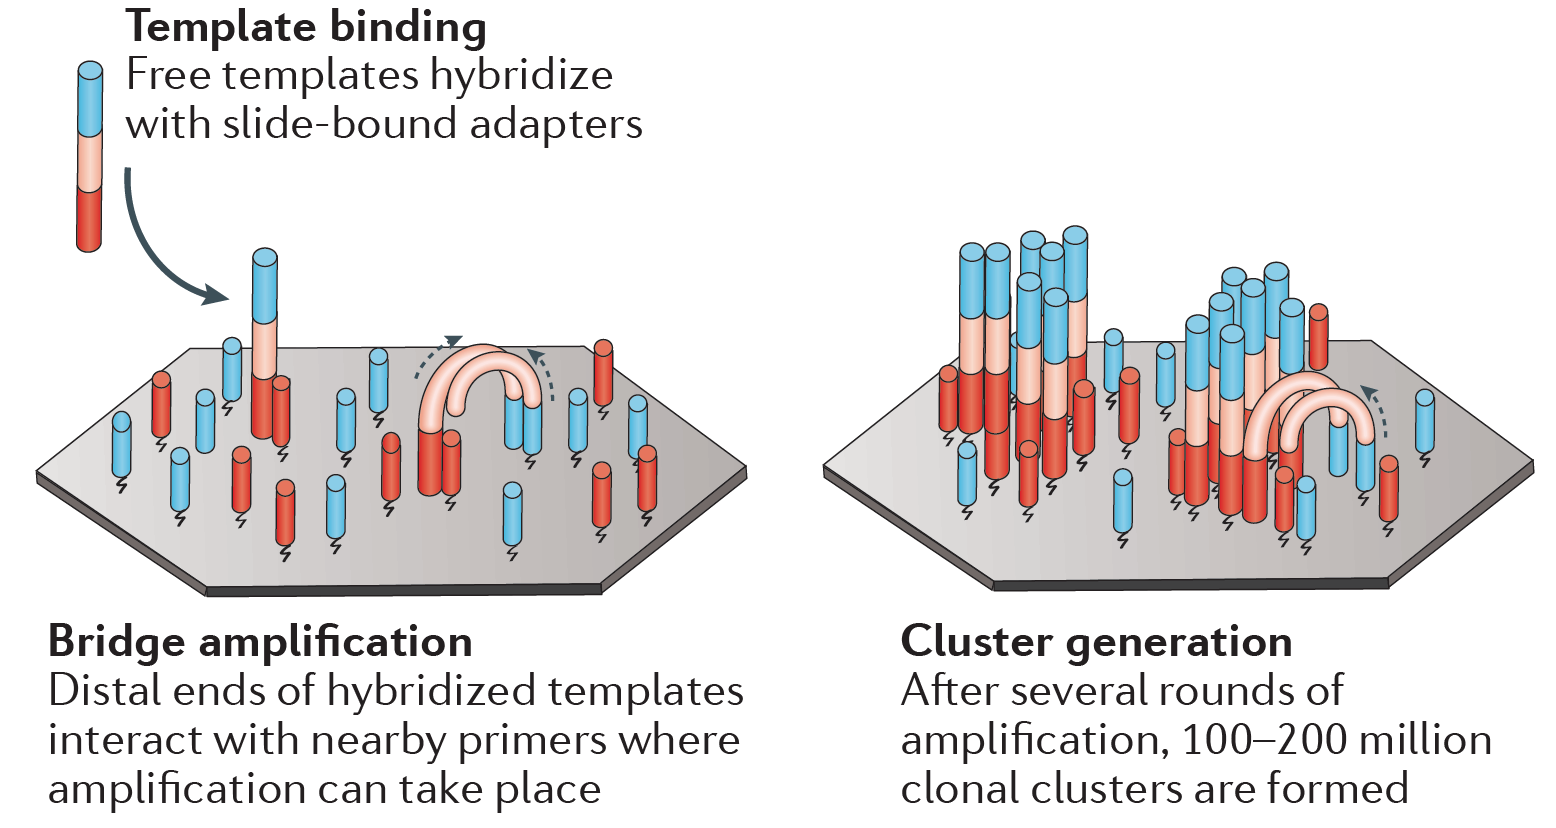 Template binding
Free templates hybridize
with slide-bound adapters
Bridge amplification
Distal ends of hybridized templates
interact with nearby primers where
amplification can take place
Cluster generation
After several rounds of
amplification, 100–200 million
clonal clusters are formed